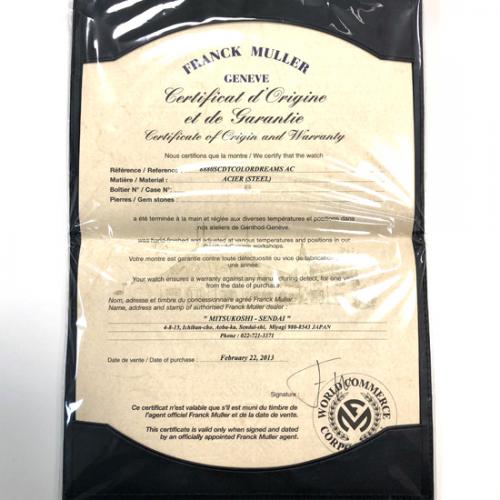 FRANCK MULLER
GENEVE
Certificat d'Origine
et de Garantie
Certificate of Origin and Warranty
Nous certifions que la montre / We certify that the watch
Référence / Reference : 6880SCDTCOLORDREAMS AC
Matière / Material : ACIER (STEEL)
Boîtier N° / Case N° :
Pierres / Gem stones :
a été terminée à la main et réglée aux diverses températures et positions dans
nos ateliers de Genthod-Genève.
was hand-finished and adjusted at various temperatures and positions in our
workshops.
Votre montre est garantie contre toute défectuosité ou vice de fabrication
une année.
Your watch ensures a warranty against any manu defect, for one
from the date of purchase.
Nom, adresse et timbre du concessionnaire agréé Franck Muller
Name, address and stamp of authorised Franck Muller dealer :
" MITSUKOSHI - SENDAI "
4-8-15, Ichiban-cho, Aoba-ku, Sendai-shi, Miyagi 980-8543 JAPAN
Phone : 022-721-3371
Date de vente / Date of purchase : February 22, 2013
Signature :
WORLD COMMERCE
Ce certificat n'est valable que s'il est muni du timbre de
l'agent officiel Franck Muller et de la date de vente.
This certificate is valid only when signed and dated
by an officially appointed Franck Muller agent.